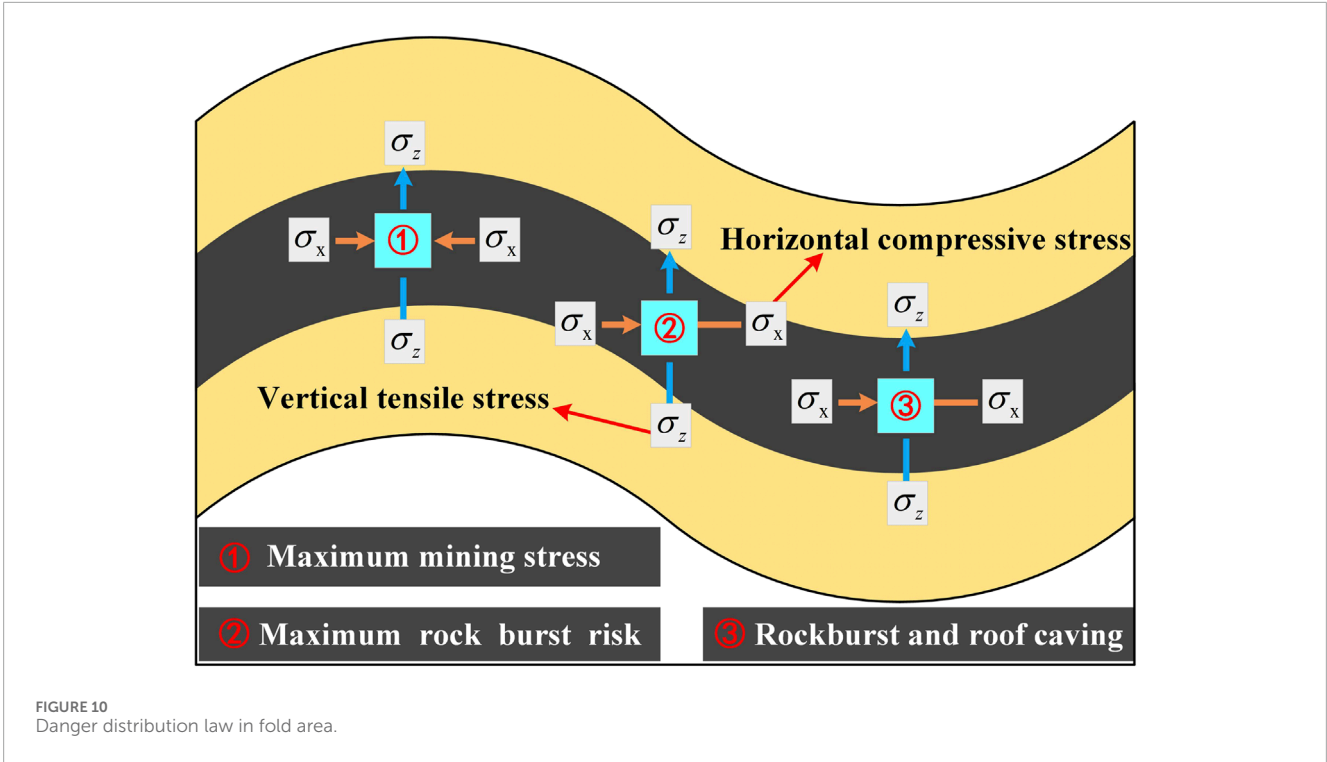 σz
σx ① σx
σz
σz
Horizontal compressive stress
σx ② σx
σz
Vertical tensile stress
σz
σx ③ σx
σz
① Maximum mining stress
② Maximum rock burst risk
③ Rockburst and roof caving
FIGURE 10
Danger distribution law in fold area.